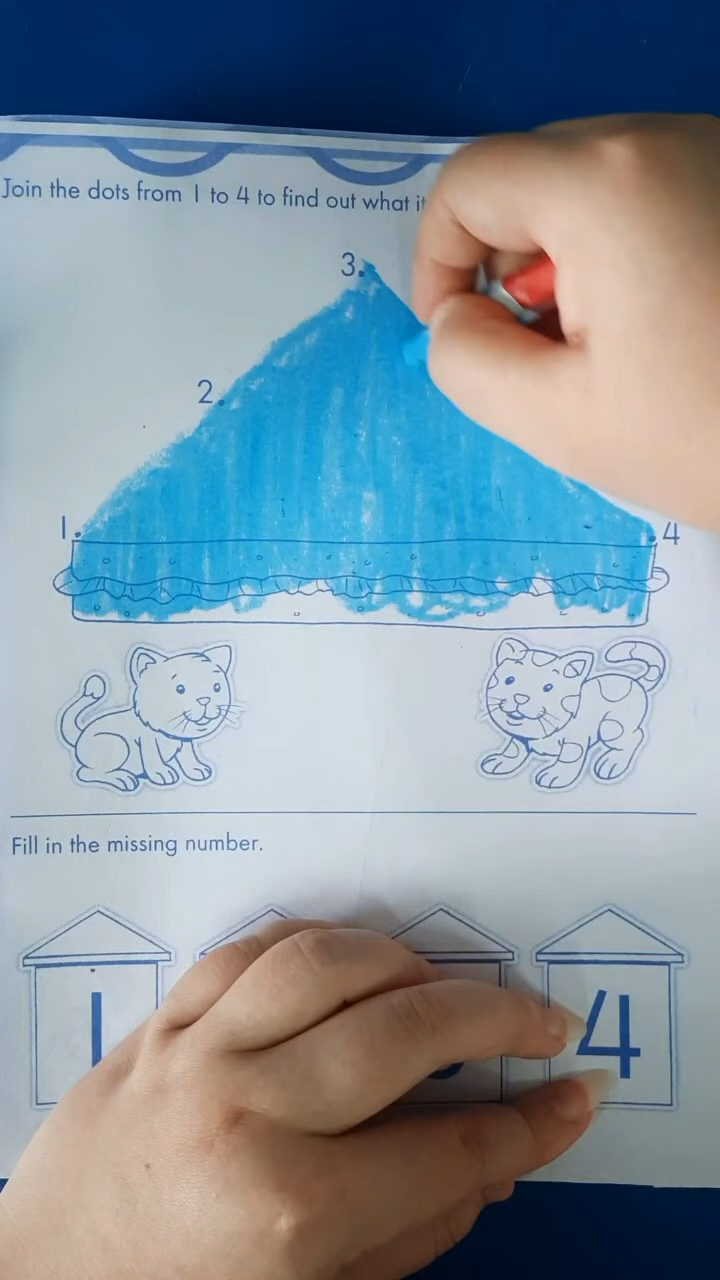 Join the dots from 1 to 4 to find out what it
3.
2.
1.
.4
Fill in the missing number.
1 4